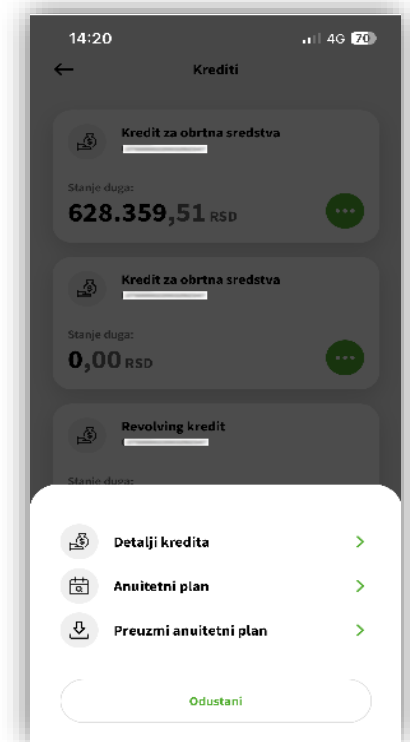 14:20 4G 70
Krediti
Kredit za obrtna sredstva
Stanje duga:
628.359,51 RSD
Kredit za obrtna sredstva
Stanje duga:
0,00 RSD
Revolving kredit
Stanje duga:
Detalji kredita
Anuitetni plan
Preuzmi anuitetni plan
Odustani